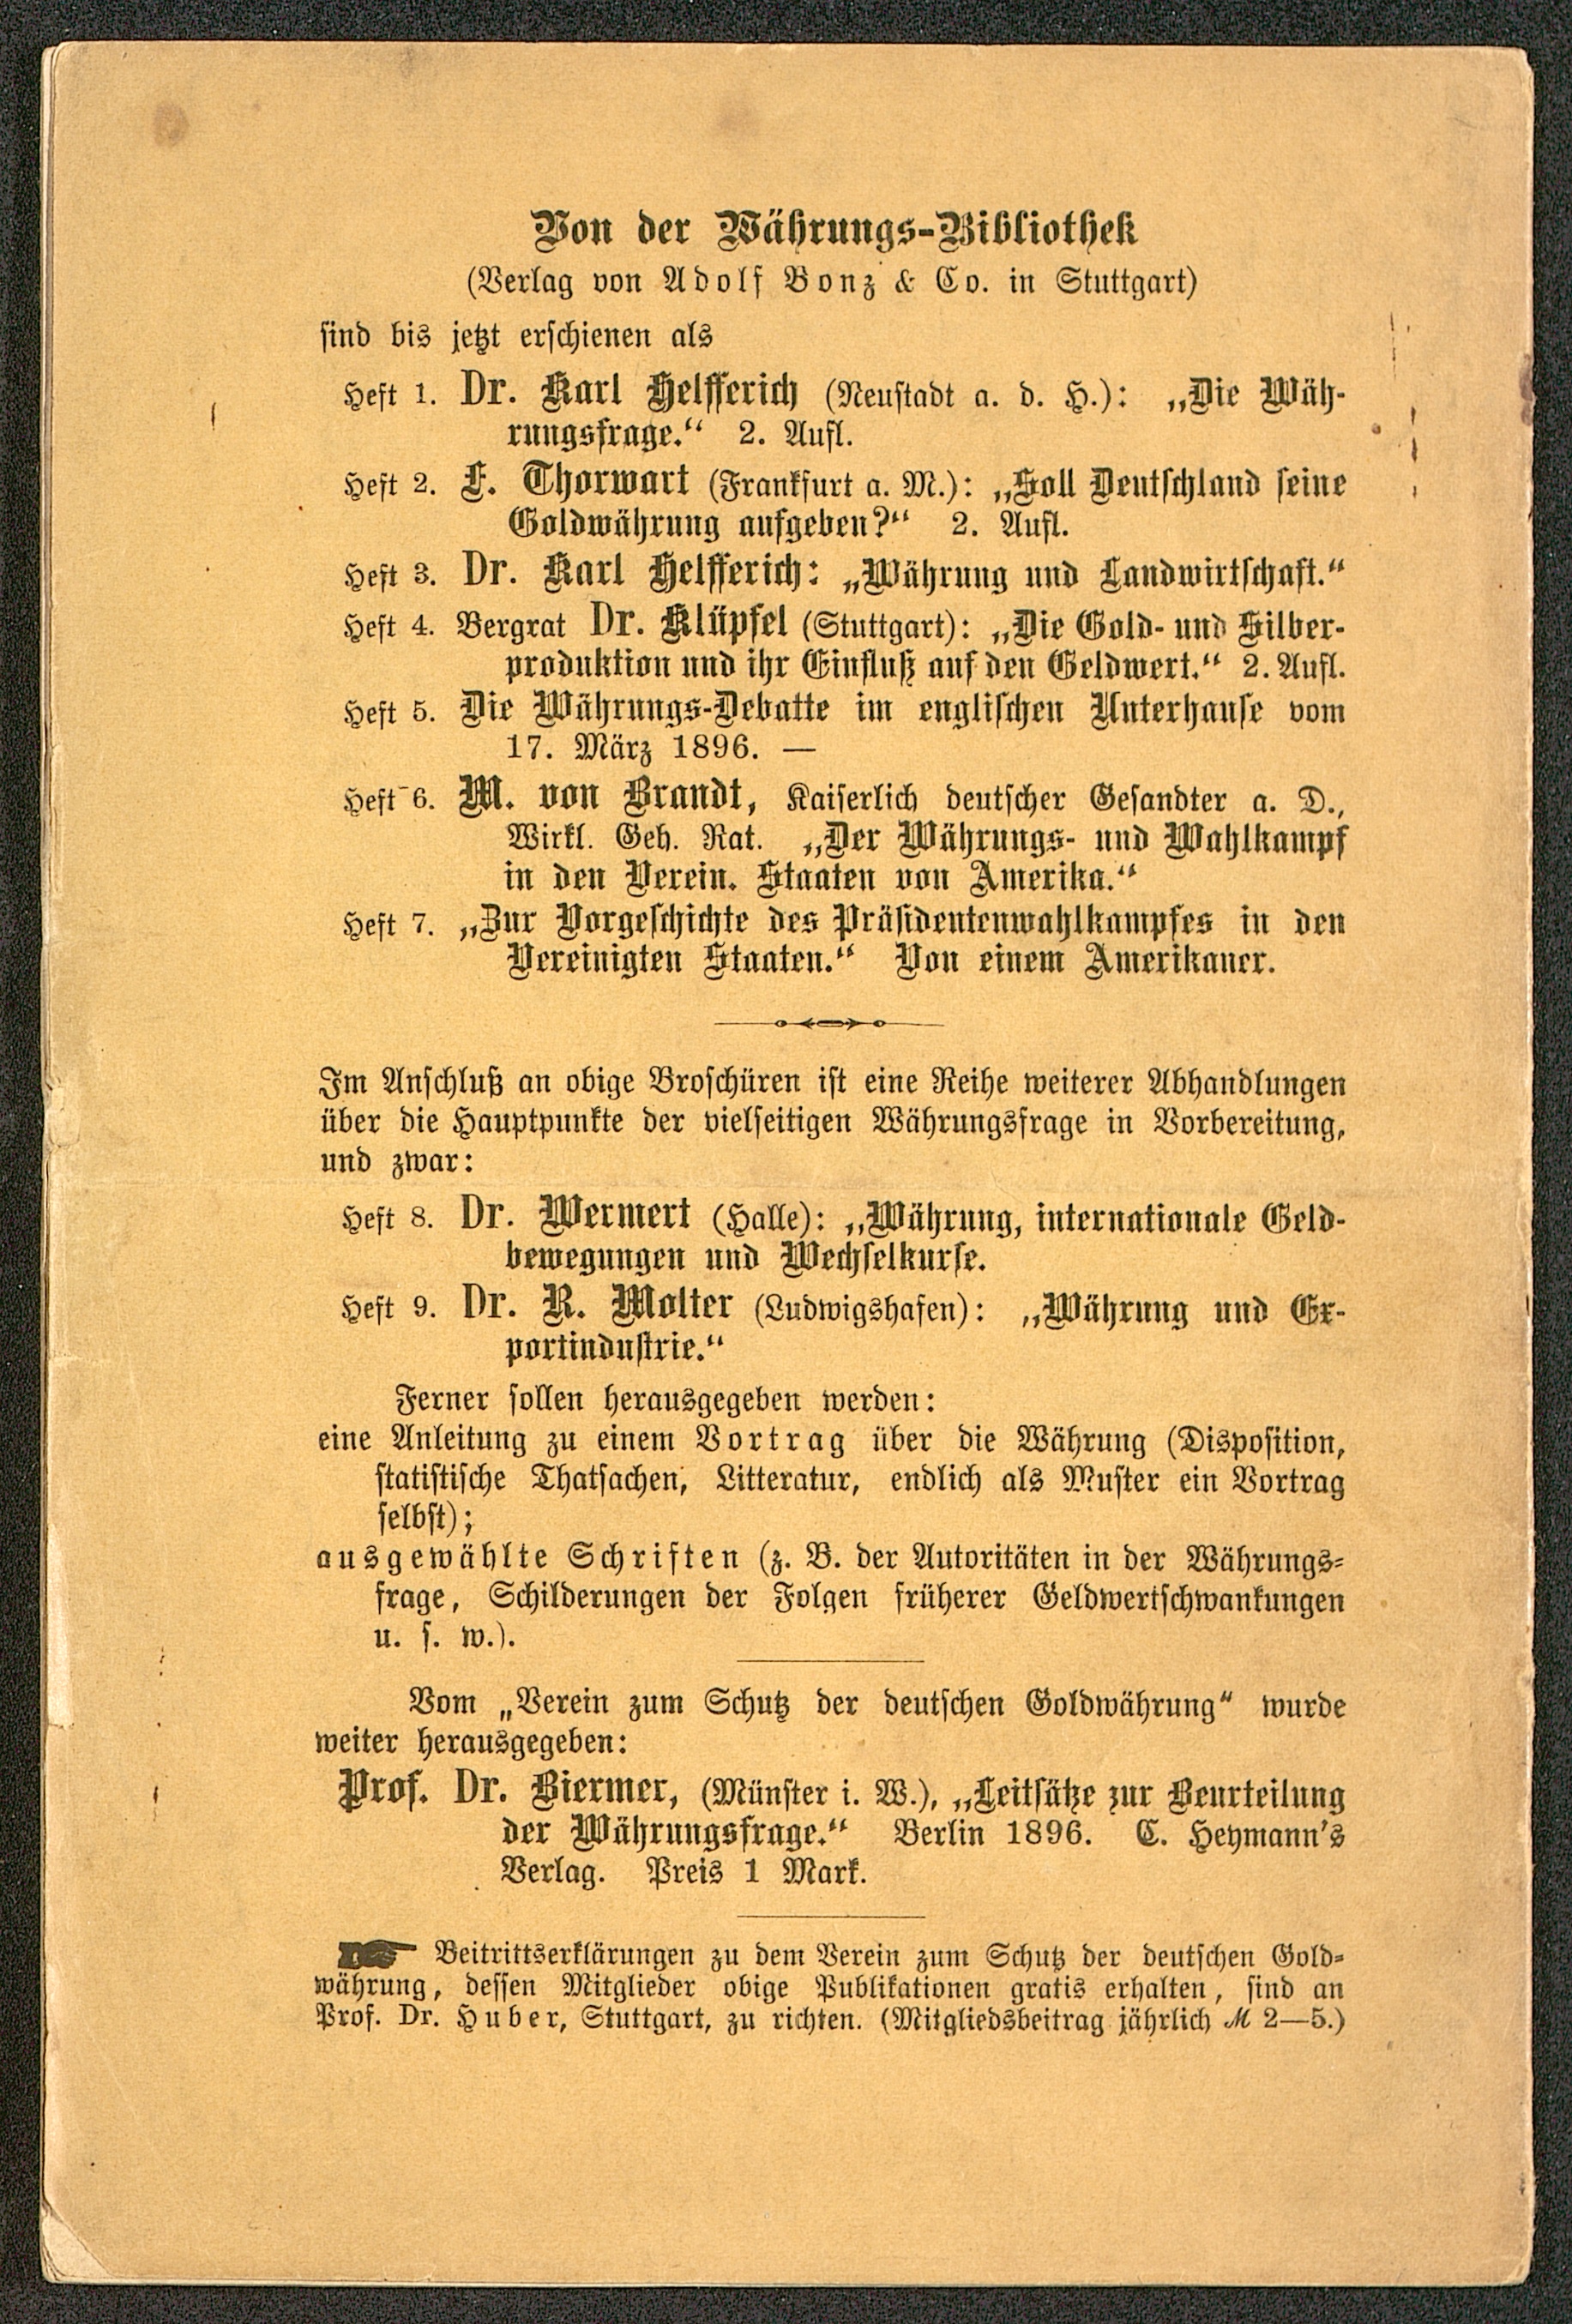 Von der Währungs-Bibliothek
(Verlag von Adolf Bonz & Co. in Stuttgart)
sind bis jetzt erschienen als
Heft 1. Dr. Karl Helfferich (Neustadt a. d. H.): „Die Wäh-
rungsfrage.“ 2. Aufl.
Heft 2. F. Thorwart (Frankfurt a. M.): „Soll Deutschland seine
Goldwährung aufgeben?“ 2. Aufl.
Heft 3. Dr. Karl Helfferich: „Währung und Landwirtschaft.“
Heft 4. Bergrat Dr. Klüpfel (Stuttgart): „Die Gold- und Silber-
produktion und ihr Einfluß auf den Geldwert.“ 2. Aufl.
Heft 5. Die Währungs-Debatte im englischen Unterhause vom
17. März 1896. —
Heft 6. M. von Brandt, Kaiserlich deutscher Gesandter a. D.,
Wirkl. Geh. Rat. „Der Währungs- und Wahlkampf
in den Verein. Staaten von Amerika.“
Heft 7. „Zur Vorgeschichte des Präsidentenwahlkampfes in den
Vereinigten Staaten.“ Von einem Amerikaner.
Im Anschluß an obige Broschüren ist eine Reihe weiterer Abhandlungen
über die Hauptpunkte der vielseitigen Währungsfrage in Vorbereitung,
und zwar:
Heft 8. Dr. Wermert (Halle): „Währung, internationale Geld-
bewegungen und Wechselkurse.
Heft 9. Dr. R. Molter (Ludwigshafen): „Währung und Ex-
portindustrie.“
Ferner sollen herausgegeben werden:
eine Anleitung zu einem Vortrag über die Währung (Disposition,
statistische Thatsachen, Litteratur, endlich als Muster ein Vortrag
selbst);
ausgewählte Schriften (z. B. der Autoritäten in der Währungs-
frage, Schilderungen der Folgen früherer Geldwertschwankungen
u. s. w.).
Vom „Verein zum Schutz der deutschen Goldwährung“ wurde
weiter herausgegeben:
Prof. Dr. Biermer, (Münster i. W.), „Leitsätze zur Beurteilung
der Währungsfrage.“ Berlin 1896. C. Heymann's
Verlag. Preis 1 Mark.
☛ Beitrittserklärungen zu dem Verein zum Schutz der deutschen Gold-
währung, dessen Mitglieder obige Publikationen gratis erhalten, sind an
Prof. Dr. Huber, Stuttgart, zu richten. (Mitgliedsbeitrag jährlich M 2—5.)